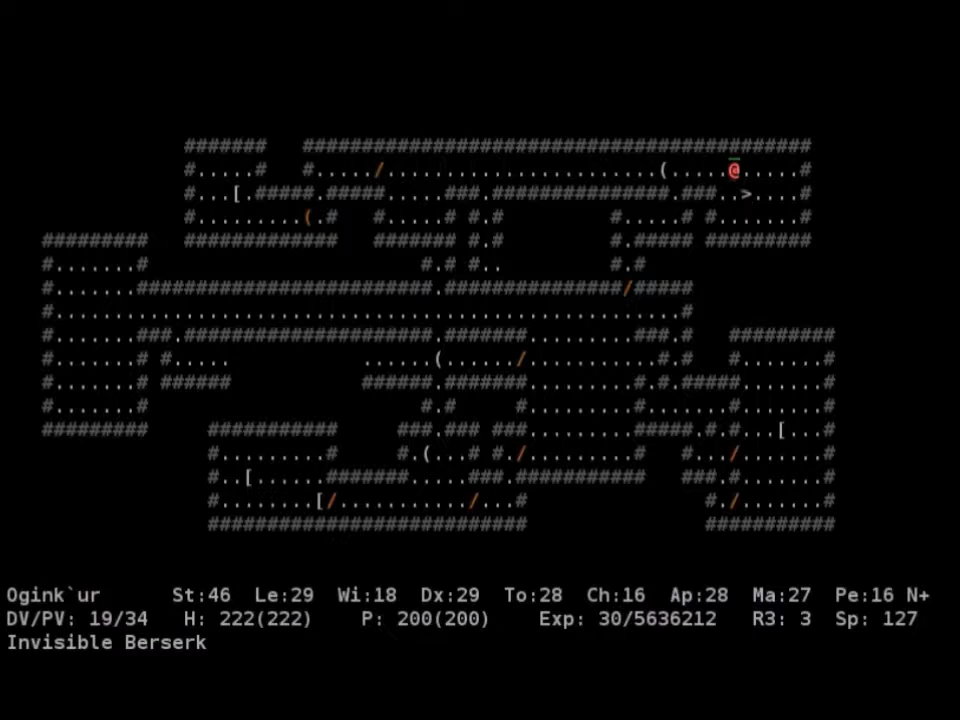 Ogink`ur St:46 Le:29 Wi:18 Dx:29 To:28 Ch:16 Ap:28 Ma:27 Pe:16 N+
DV/PV: 19/34 H: 222(222) P: 200(200) Exp: 30/5636212 R3: 3 Sp: 127
Invisible Berserk